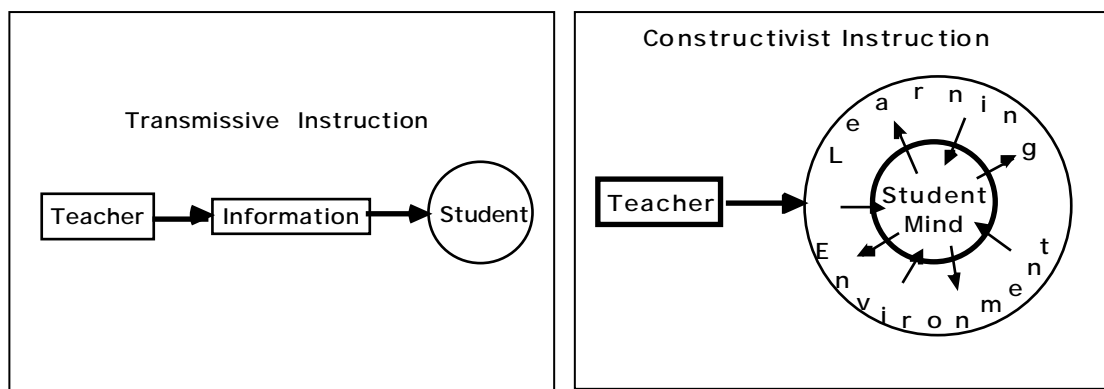 Transmissive Instruction
Teacher
Information
Student
Constructivist Instruction
Teacher
Learning
Environment
Student
Mind